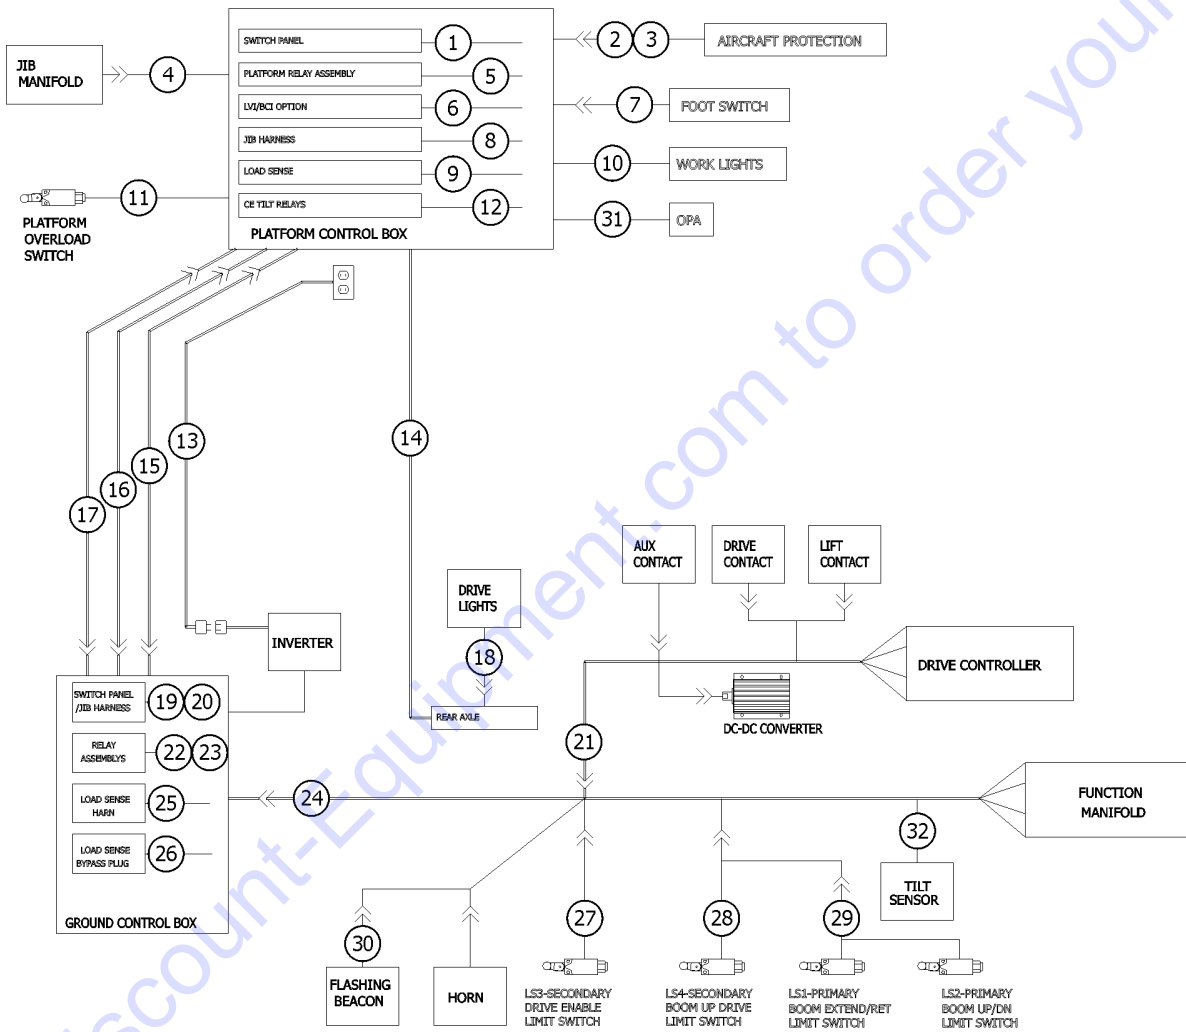 SWITCH PANEL
1
2
3
AIRCRAFT PROTECTION
JIB
MANIFOLD
4
PLATFORM RELAY ASSEMBLY
5
LVI/BCI OPTION
6
7
FOOT SWITCH
JIB HARNESS
8
LOAD SENSE
9
10
WORK LIGHTS
11
CE TILT RELAYS
12
31
OPA
PLATFORM
OVERLOAD
SWITCH
PLATFORM CONTROL BOX
13
14
15
16
17
AUX
CONTACT
DRIVE
CONTACT
LIFT
CONTACT
DRIVE
LIGHTS
INVERTER
18
DRIVE CONTROLLER
SWITCH PANEL
/JIB HARNESS
19
20
REAR AXLE
DC-DC CONVERTER
21
RELAY
ASSEMBLYS
22
23
LOAD SENSE
HARN
25
24
FUNCTION
MANIFOLD
32
LOAD SENSE
BYPASS PLUG
26
TILT
SENSOR
GROUND CONTROL BOX
27
28
29
30
FLASHING
BEACON
HORN
LS3-SECONDARY
DRIVE ENABLE
LIMIT SWITCH
LS4-SECONDARY
BOOM UP DRIVE
LIMIT SWITCH
LS1-PRIMARY
BOOM EXTEND/RET
LIMIT SWITCH
LS2-PRIMARY
BOOM UP/DN
LIMIT SWITCH
iscount-Equipment.com to order your